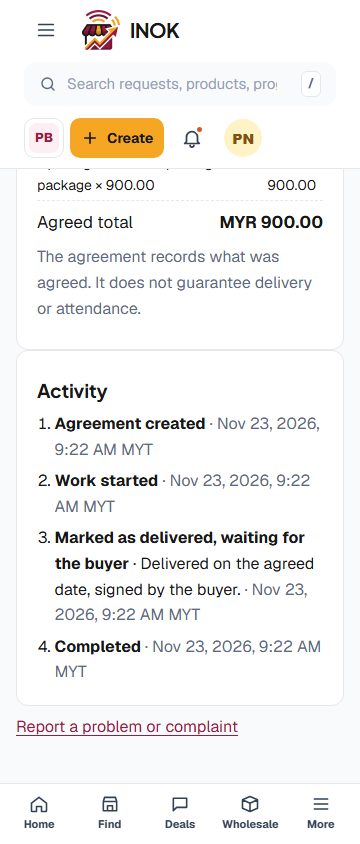 INOK
Search requests, products, pro
/
PB
+ Create
PN
package × 900.00 900.00
Agreed total MYR 900.00
The agreement records what was
agreed. It does not guarantee delivery
or attendance.
Activity
1. Agreement created · Nov 23, 2026,
9:22 AM MYT
2. Work started · Nov 23, 2026, 9:22
AM MYT
3. Marked as delivered, waiting for
the buyer · Delivered on the agreed
date, signed by the buyer. · Nov 23,
2026, 9:22 AM MYT
4. Completed · Nov 23, 2026, 9:22 AM
MYT
Report a problem or complaint
Home Find Deals Wholesale More